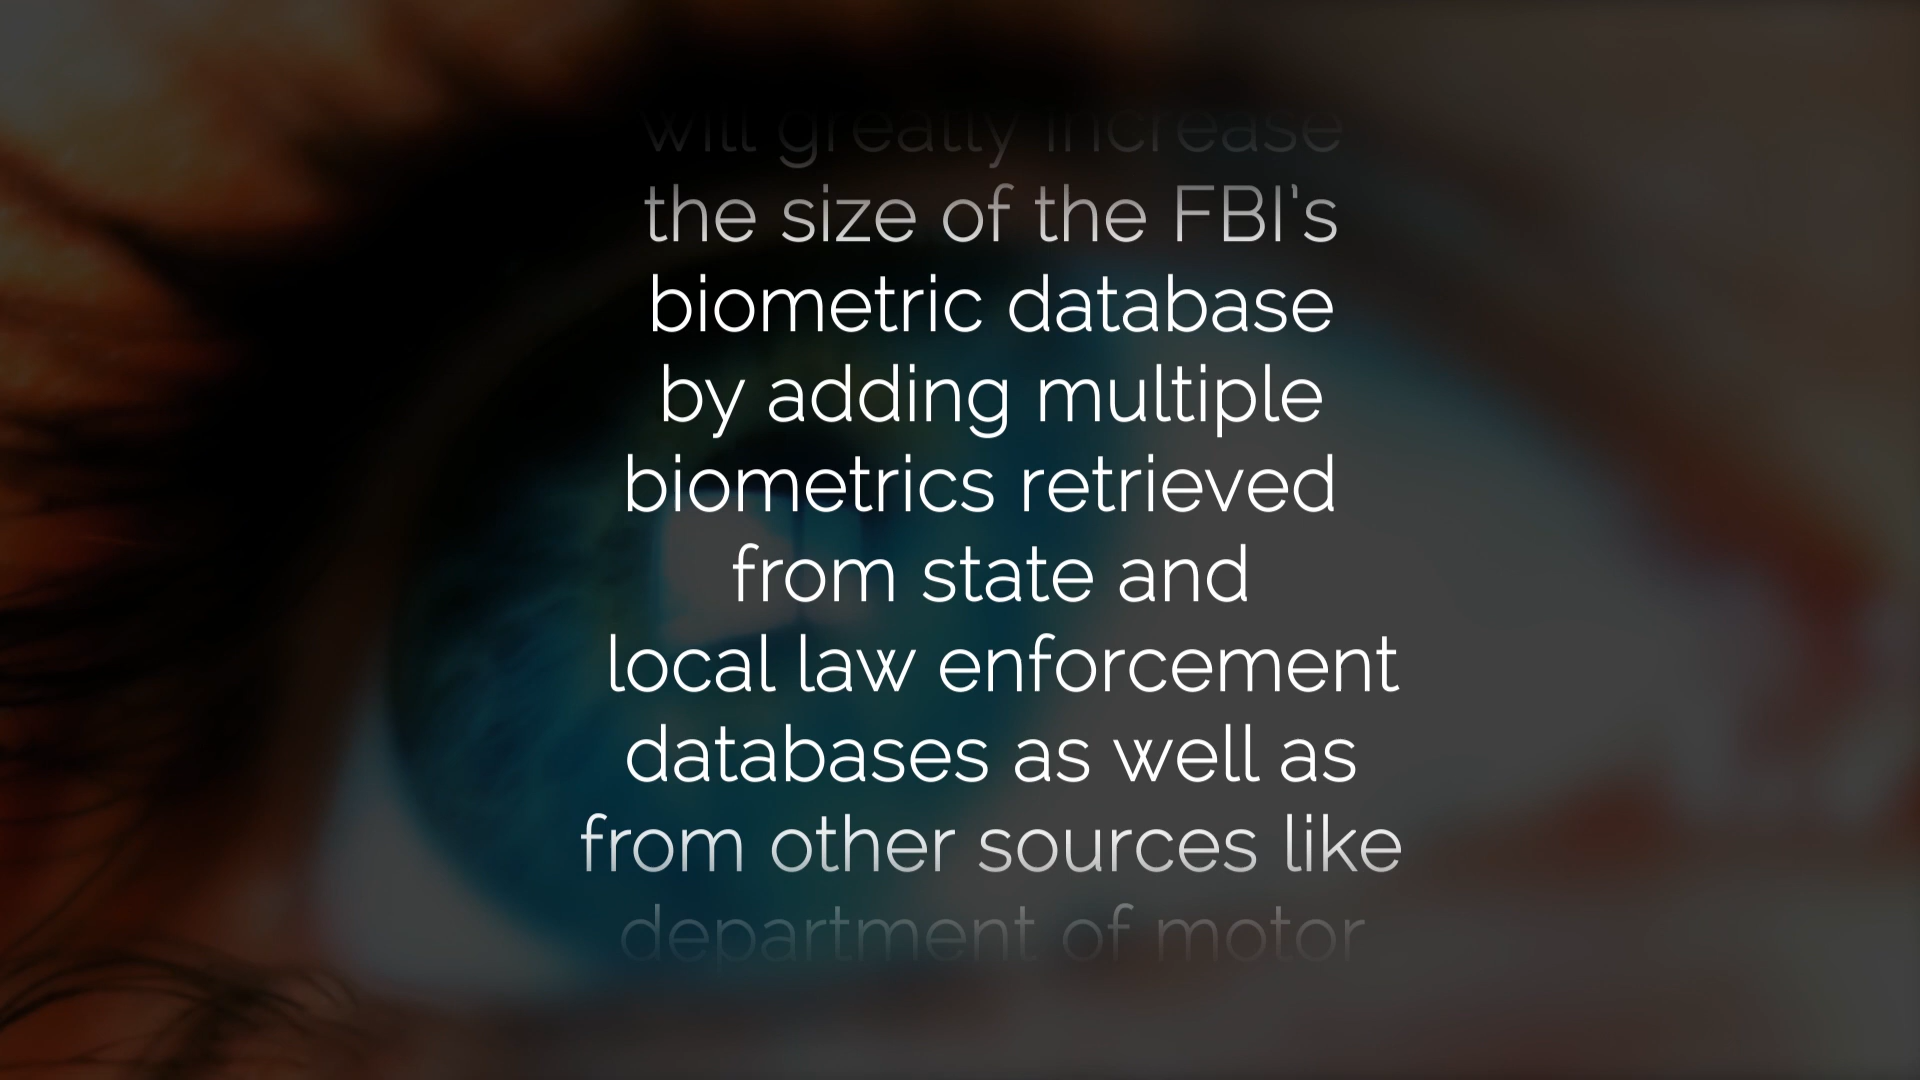 will greatly increase
the size of the FBI's
biometric database
by adding multiple
biometrics retrieved
from state and
local law enforcement
databases as well as
from other sources like
department of motor